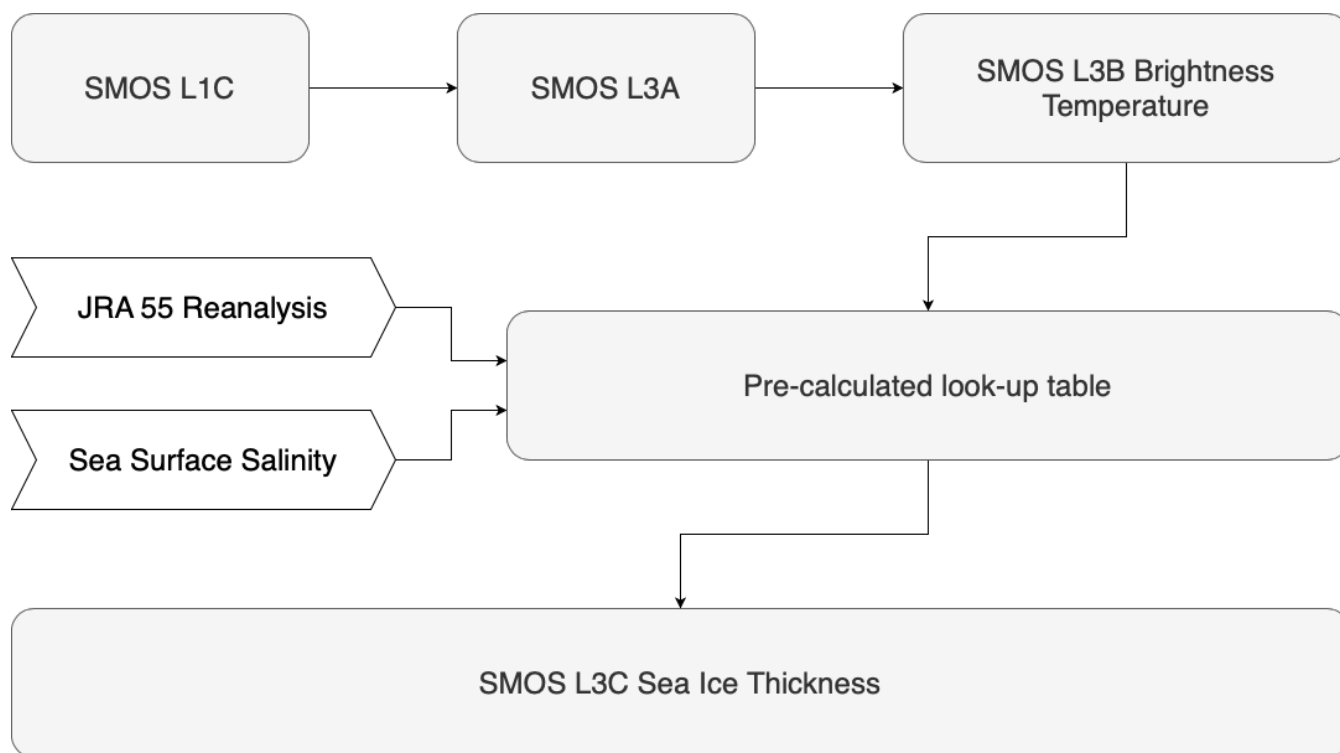 SMOS L1C
SMOS L3A
SMOS L3B Brightness
Temperature
JRA 55 Reanalysis
Pre-calculated look-up table
Sea Surface Salinity
SMOS L3C Sea Ice Thickness